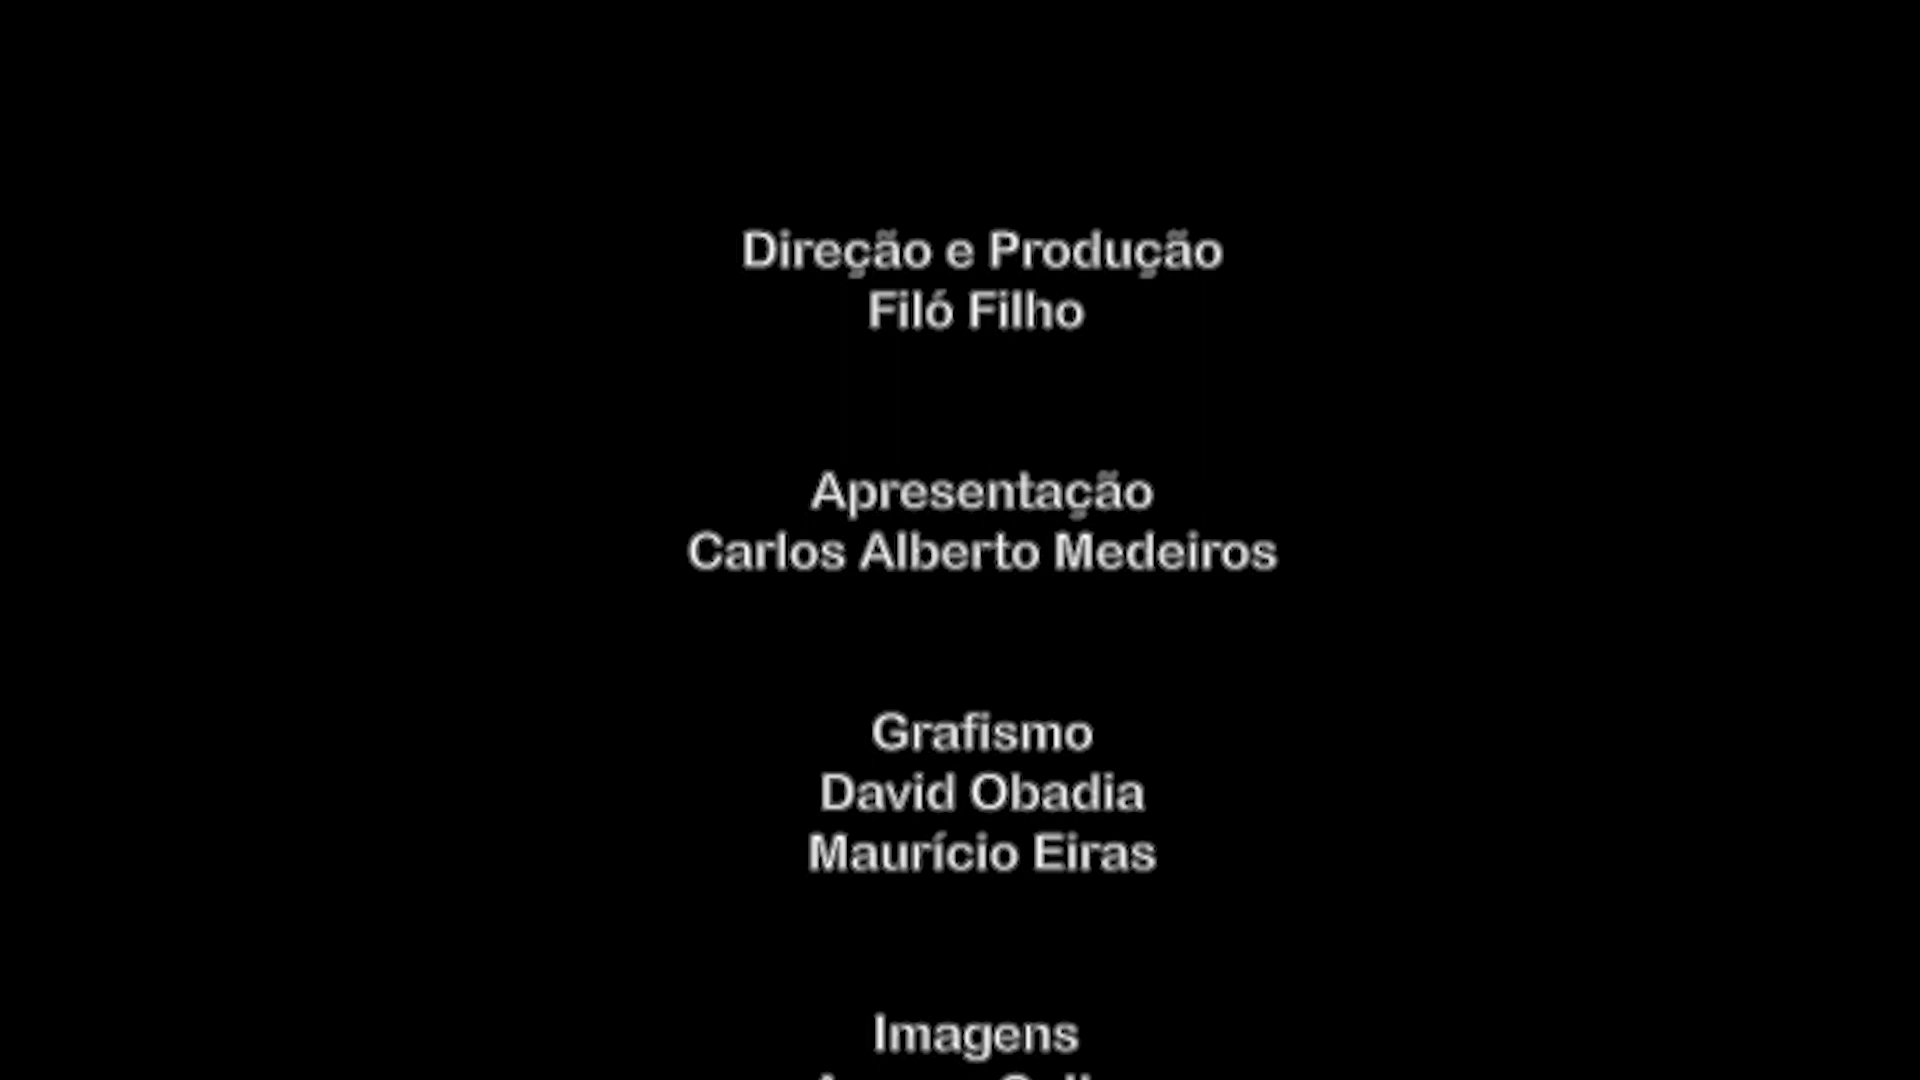 Direção e Produção
Filó Filho
Apresentação
Carlos Alberto Medeiros
Grafismo
David Obadia
Maurício Eiras
Imagens